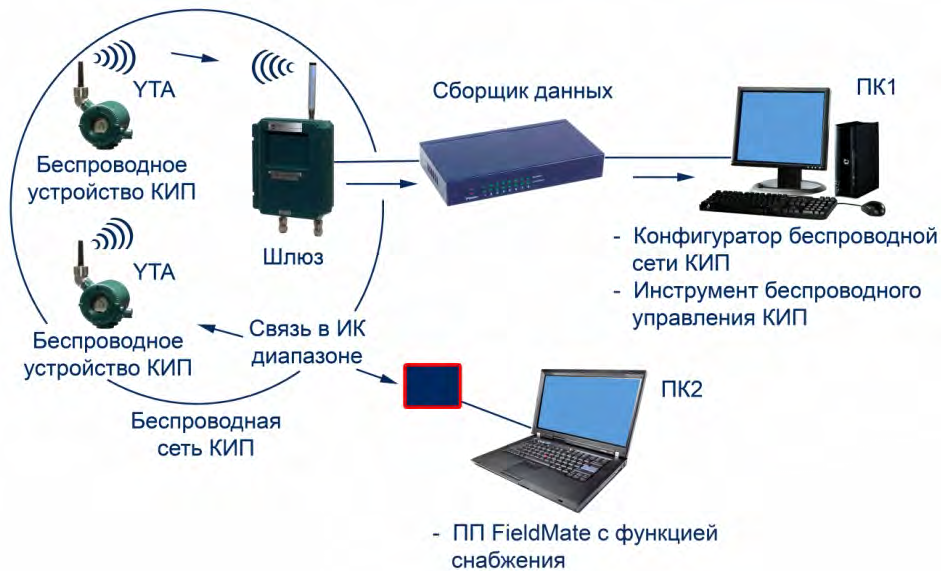 YTA
Беспроводное
устройство КИП
YTA
Беспроводное
устройство КИП
Шлюз
Связь в ИК
диапазоне
Беспроводная
сеть КИП
Сборщик данных
ПК1
- Конфигуратор беспроводной
сети КИП
- Инструмент беспроводного
управления КИП
ПК2
- ПП FieldMate с функцией
снабжения